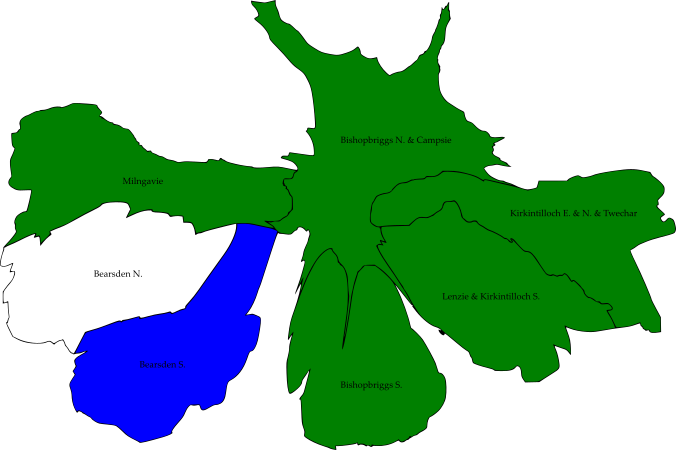 Bishopbriggs N. & Campsie
Milngavie
Kirkintilloch E. & N. & Twechar
Bearsden N.
Lenzie & Kirkintilloch S.
Bearsden S.
Bishopbriggs S.